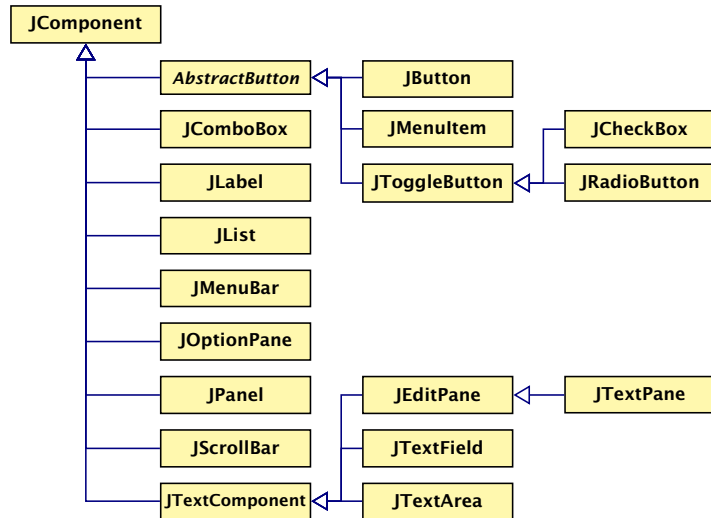 JComponent
AbstractButton
JButton
JComboBox
JMenuItem
JCheckBox
JLabel
JToggleButton
JRadioButton
JList
JMenuBar
JOptionPane
JPanel
JEditPane
JTextPane
JScrollBar
JTextField
JTextComponent
JTextArea